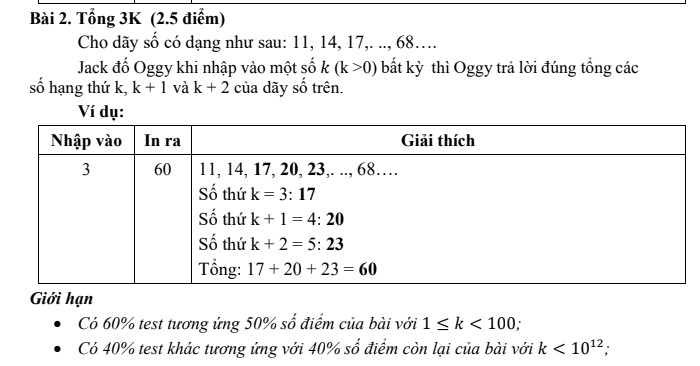 Bài 2. Tổng 3K (2.5 điểm)
Cho dãy số có dạng như sau: 11, 14, 17,. .., 68….
Jack đố Oggy khi nhập vào một số k (k >0) bất kỳ thì Oggy trả lời đúng tổng các
số hạng thứ k, k + 1 và k + 2 của dãy số trên.
Ví dụ:
Nhập vào In ra Giải thích
3 60 11, 14, 17, 20, 23,. .., 68….
Số thứ k = 3: 17
Số thứ k + 1 = 4: 20
Số thứ k + 2 = 5: 23
Tổng: 17 + 20 + 23 = 60
Giới hạn
• Có 60% test tương ứng 50% số điểm của bài với 1 ≤ k < 100;
• Có 40% test khác tương ứng với 40% số điểm còn lại của bài với k < 10¹²;